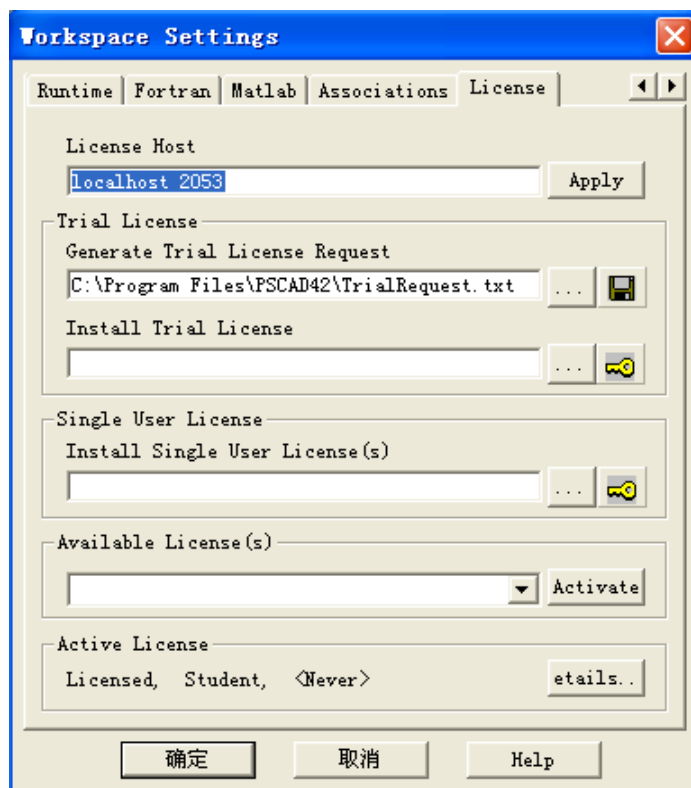 Workspace Settings
Runtime Fortran Matlab Associations License
License Host
localhost 2053 Apply
Trial License
Generate Trial License Request
C:\Program Files\PSCAD42\TrialRequest.txt ...
Install Trial License
...
Single User License
Install Single User License(s)
...
Available License(s)
Activate
Active License
Licensed, Student, <Never> etails..
确定 取消 Help